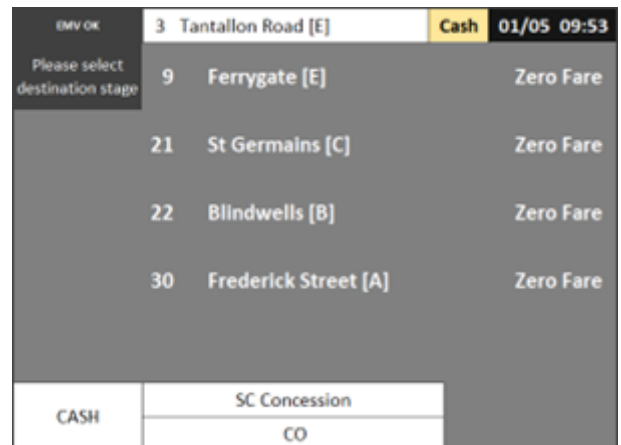 EMV OK
3 Tantallon Road [E]
Cash
01/05 09:53
Please select
destination stage
9 Ferrygate [E] Zero Fare
21 St Germains [C] Zero Fare
22 Blindwells [B] Zero Fare
30 Frederick Street [A] Zero Fare
CASH
SC Concession
CO